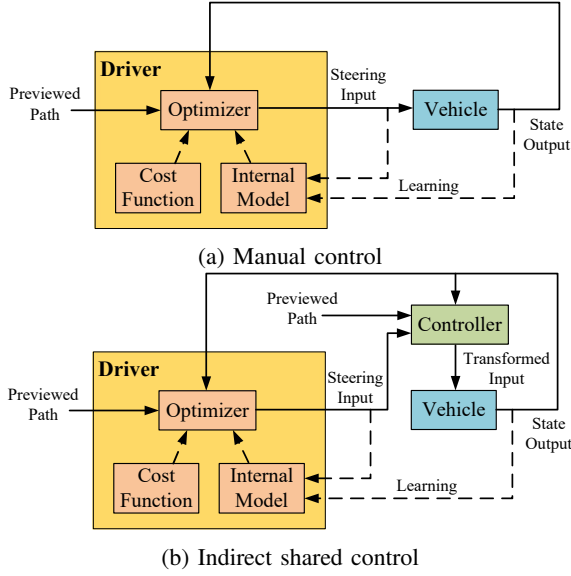 Driver
Previewed
Path
Optimizer
Steering
Input
Vehicle
State
Output
Cost
Function
Internal
Model
Learning
(a) Manual control
Previewed
Path
Controller
Driver
Previewed
Path
Optimizer
Steering
Input
Transformed
Input
Vehicle
State
Output
Cost
Function
Internal
Model
Learning
(b) Indirect shared control